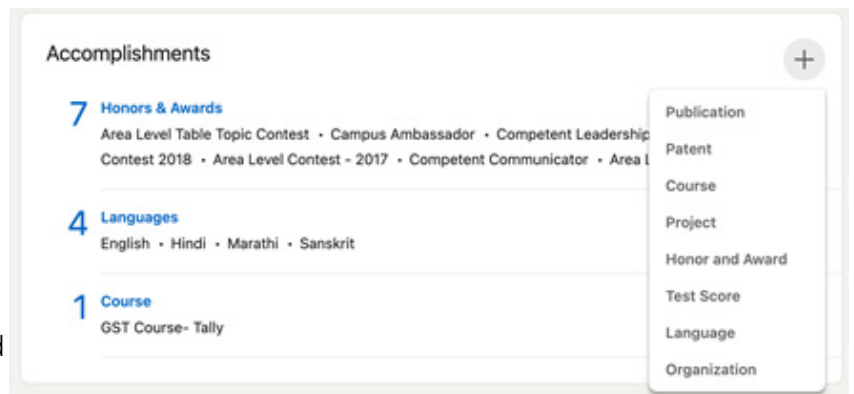 Accomplishments
+
7 Honors & Awards
Area Level Table Topic Contest • Campus Ambassador • Competent Leadership
Contest 2018 • Area Level Contest - 2017 • Competent Communicator • Area
4 Languages
English • Hindi • Marathi • Sanskrit
1 Course
GST Course- Tally
Publication
Patent
Course
Project
Honor and Award
Test Score
Language
Organization